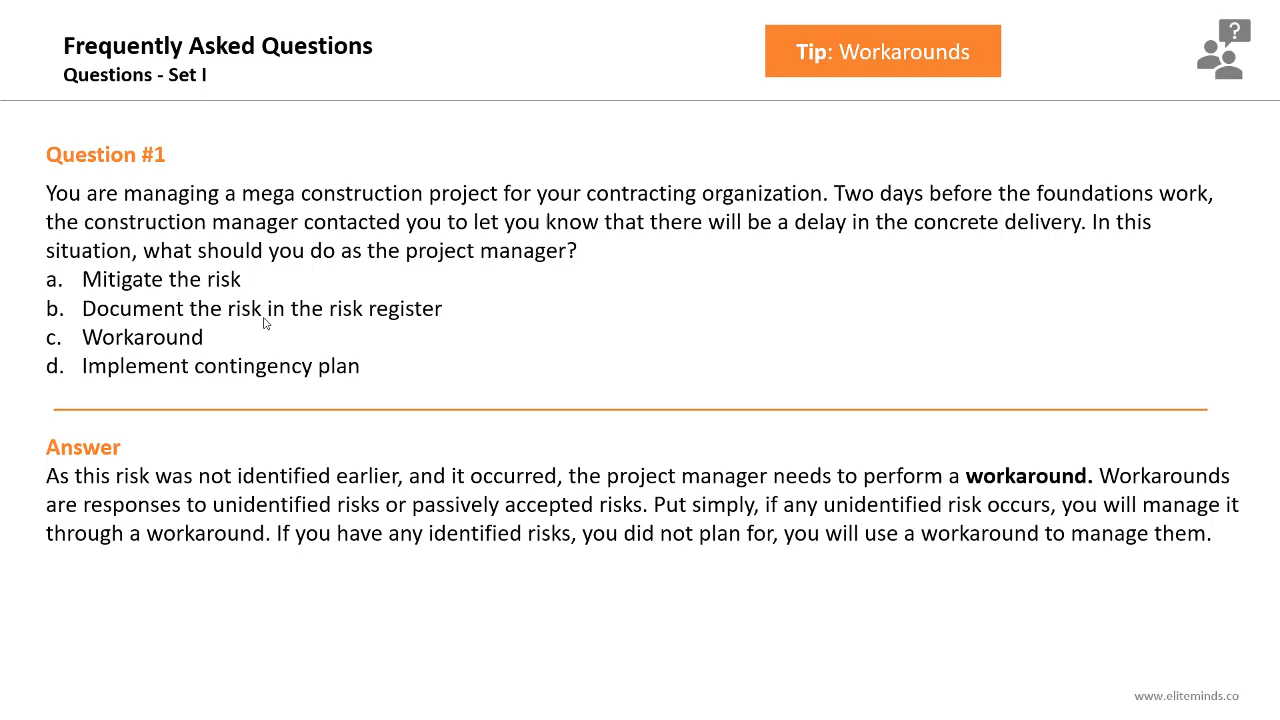 Frequently Asked Questions
Questions - Set I
Tip: Workarounds
?
Question #1
You are managing a mega construction project for your contracting organization. Two days before the foundations work,
the construction manager contacted you to let you know that there will be a delay in the concrete delivery. In this
situation, what should you do as the project manager?
a. Mitigate the risk
b. Document the risk in the risk register
c. Workaround
d. Implement contingency plan
Answer
As this risk was not identified earlier, and it occurred, the project manager needs to perform a workaround. Workarounds
are responses to unidentified risks or passively accepted risks. Put simply, if any unidentified risk occurs, you will manage it
through a workaround. If you have any identified risks, you did not plan for, you will use a workaround to manage them.
www.eliteminds.co